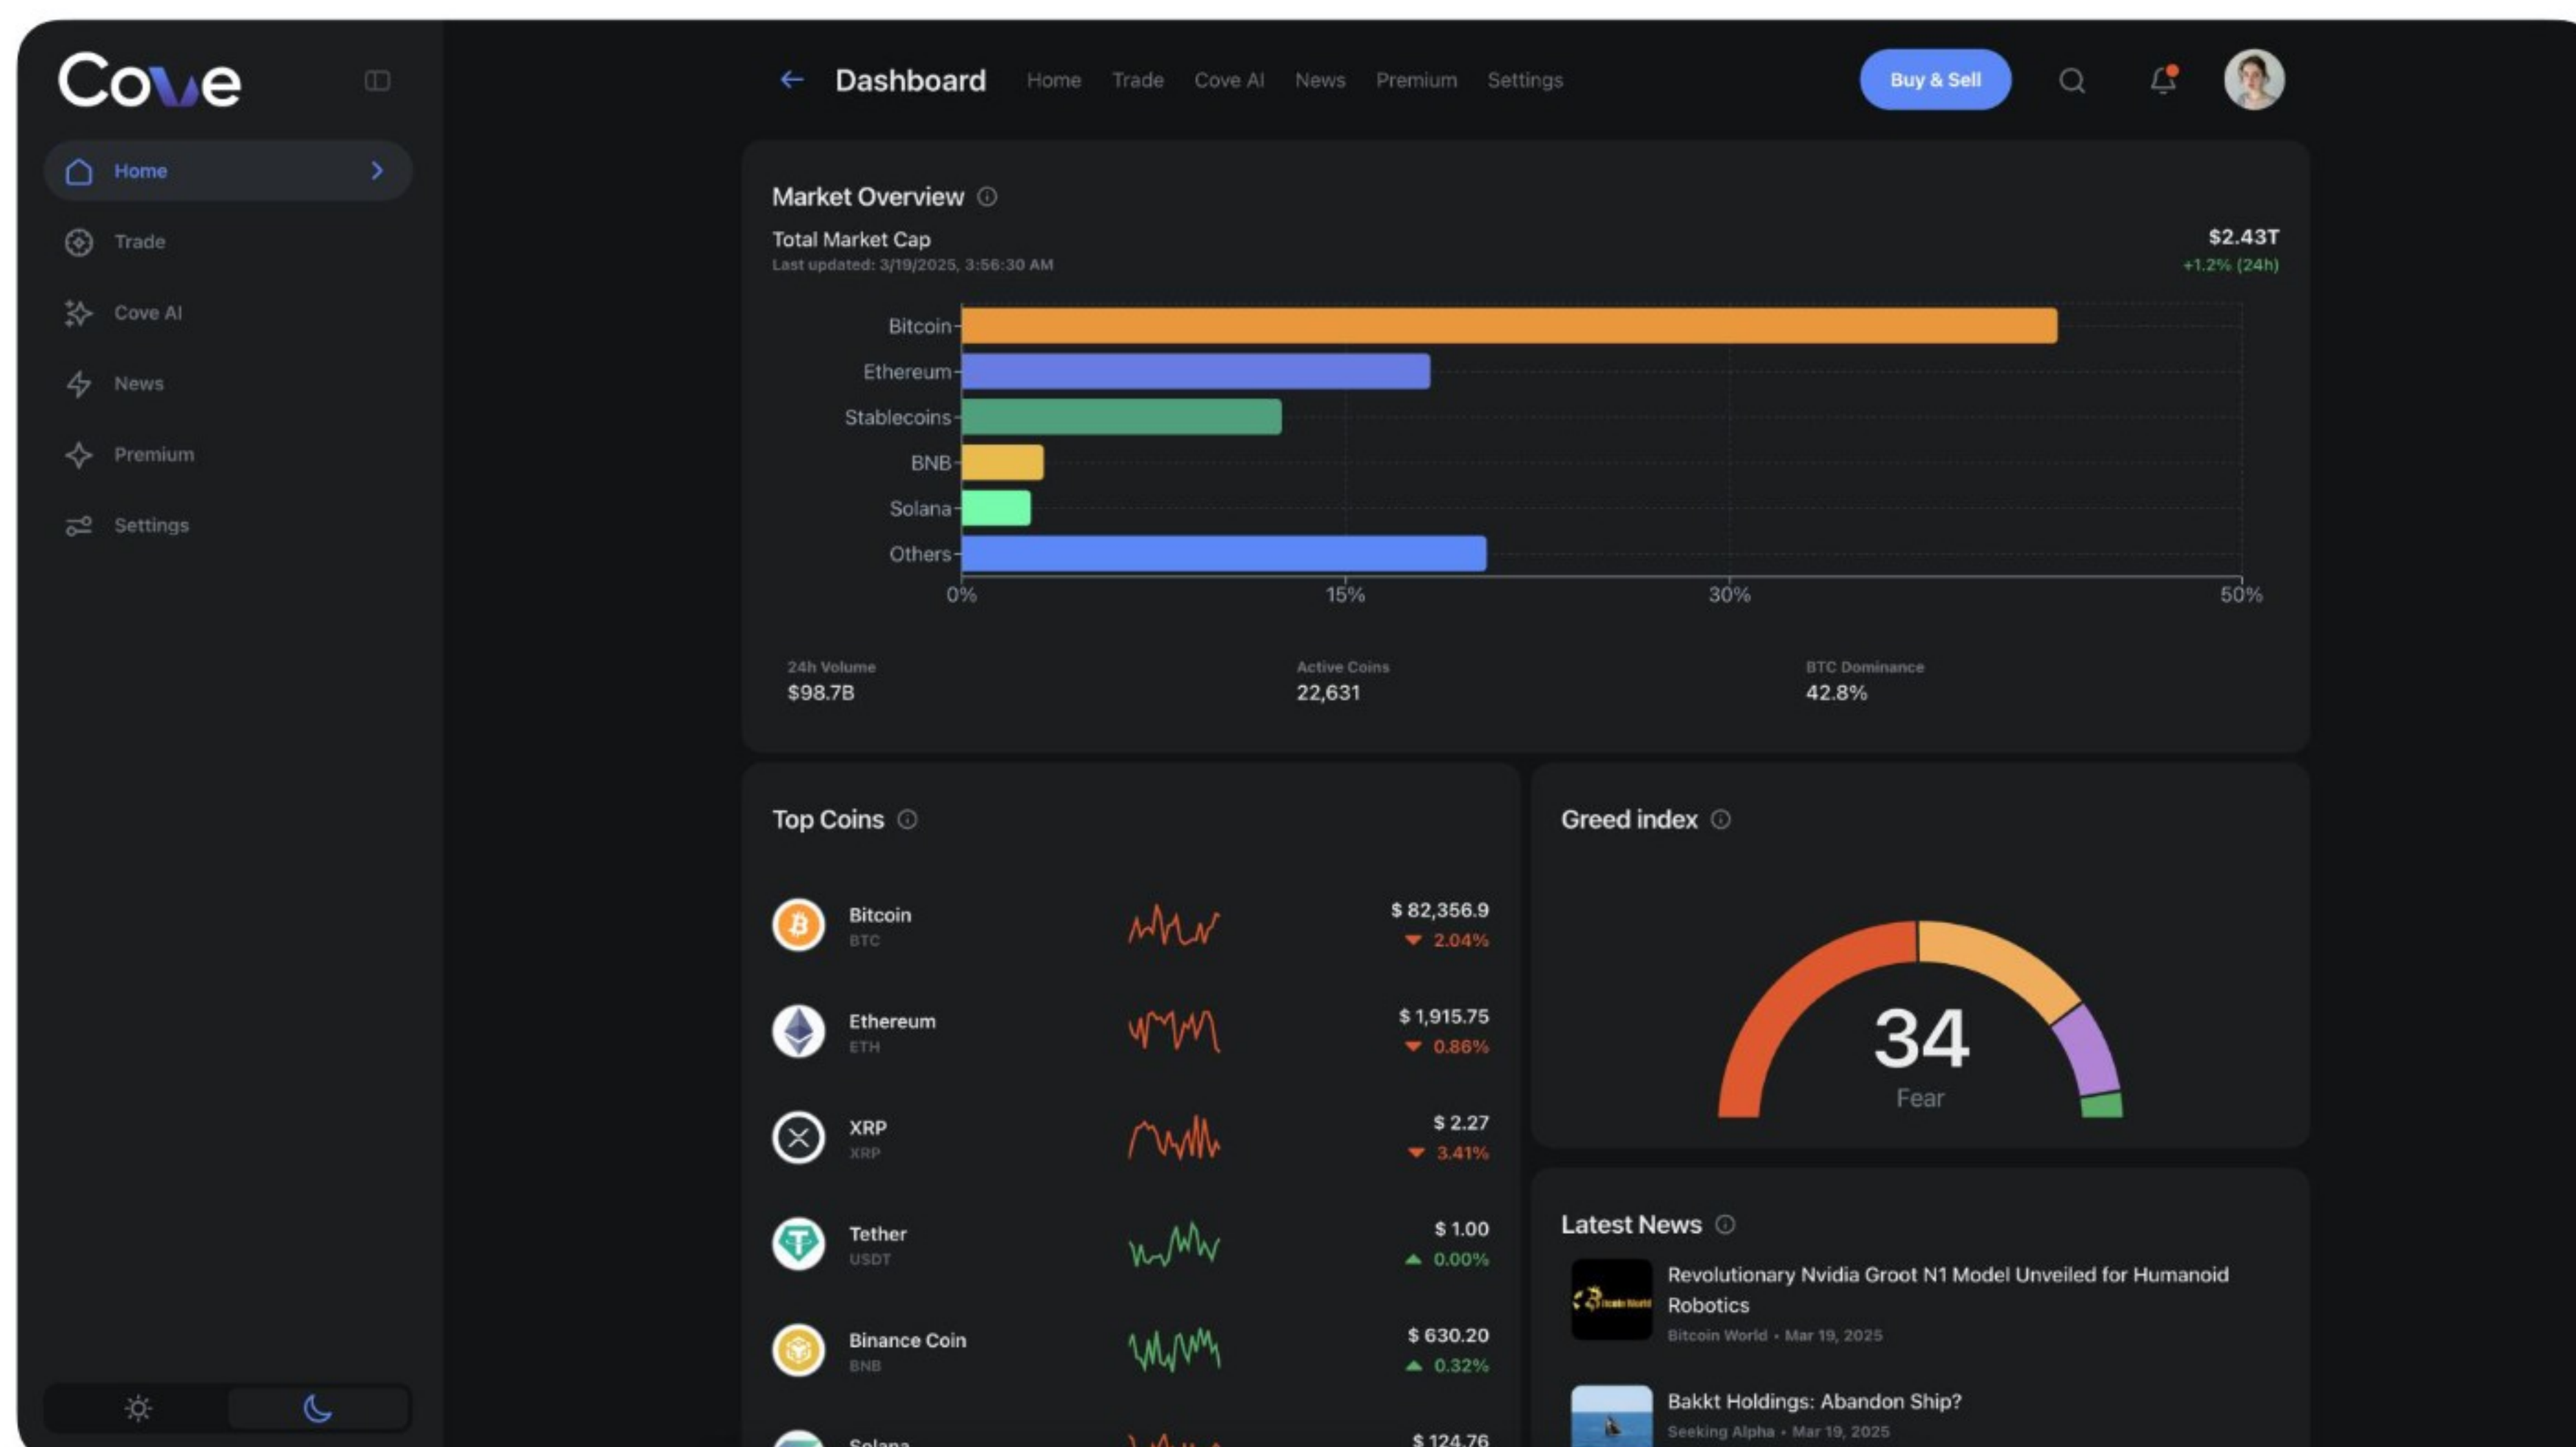 Cove
Home
Trade
Cove AI
News
Premium
Settings
Dashboard Home Trade Cove AI News Premium Settings Buy & Sell
Market Overview
Total Market Cap
Last updated: 3/19/2025, 3:56:30 AM
$2.43T
+1.2% (24h)
Bitcoin
Ethereum
Stablecoins
BNB
Solana
Others
0% 15% 30% 50%
24h Volume
$98.7B
Active Coins
22,631
BTC Dominance
42.8%
Top Coins
Bitcoin
BTC
$ 82,356.9
2.04%
Ethereum
ETH
$ 1,915.75
0.86%
XRP
XRP
$ 2.27
3.41%
Tether
USDT
$ 1.00
0.00%
Binance Coin
BNB
$ 630.20
0.32%
Solana
$ 124.76
Greed index
34
Fear
Latest News
Bitcoin World
Revolutionary Nvidia Groot N1 Model Unveiled for Humanoid
Robotics
Bitcoin World • Mar 19, 2025
Bakkt Holdings: Abandon Ship?
Seeking Alpha • Mar 19, 2025